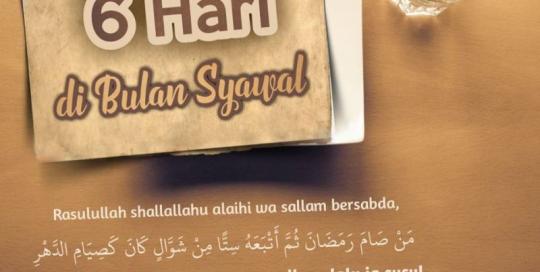 6 Hari
di Bulan Syawal
Rasulullah shallallahu alaihi wa sallam bersabda,
مَنْ صَامَ رَمَضَانَ ثُمَّ أَتْبَعَهُ سِتًّا مِنْ شَوَّالٍ كَانَ كَصِيَامِ الدَّهْرِ